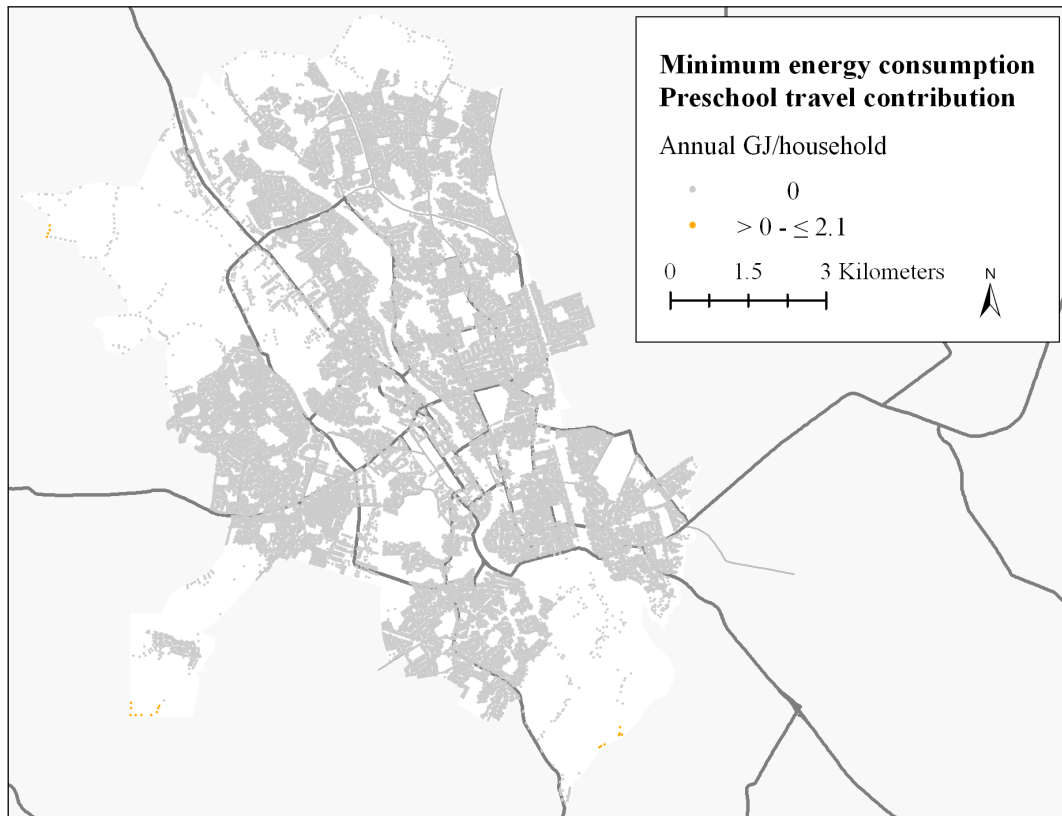 Minimum energy consumption
Preschool travel contribution
Annual GJ/household
0
> 0 - ≤ 2.1
0 1.5 3 Kilometers
N